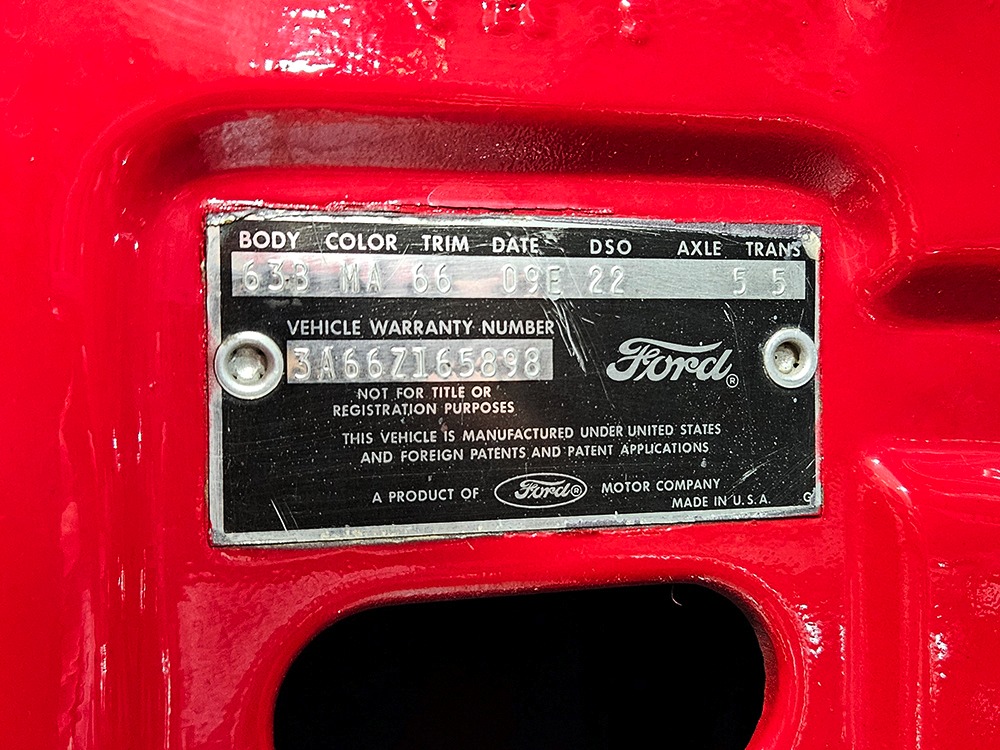 BODY COLOR TRIM DATE DSO AXLE TRANS
63B MA 66 09E 22 5 5
VEHICLE WARRANTY NUMBER
3A66Z165898
Ford®
NOT FOR TITLE OR
REGISTRATION PURPOSES
THIS VEHICLE IS MANUFACTURED UNDER UNITED STATES
AND FOREIGN PATENTS AND PATENT APPLICATIONS
A PRODUCT OF Ford® MOTOR COMPANY
MADE IN U.S.A. G